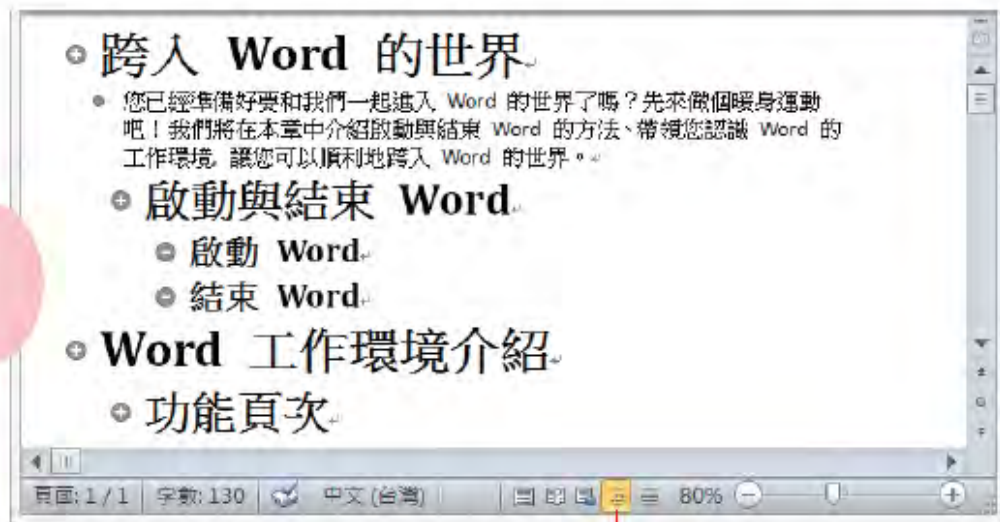 跨入 Word 的世界
您已經準備好要和我們一起進入 Word 的世界了嗎？先來做個暖身運動
吧！我們將在本章中介紹啟動與結束 Word 的方法、帶領您認識 Word 的
工作環境, 讓您可以順利地跨入 Word 的世界。
啟動與結束 Word
啟動 Word
結束 Word
Word 工作環境介紹
功能頁次
頁面: 1 / 1 字數: 130 中文 (台灣) 80%